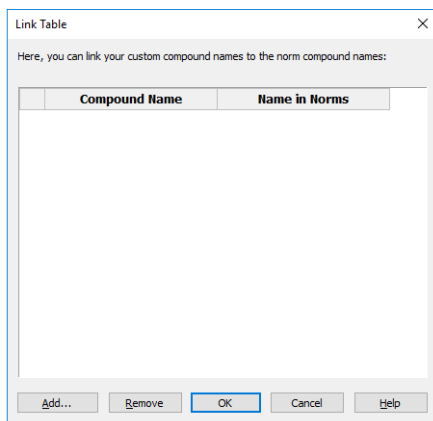 Link Table
Here, you can link your custom compound names to the norm compound names:
Compound Name Name in Norms
Add... Remove OK Cancel Help